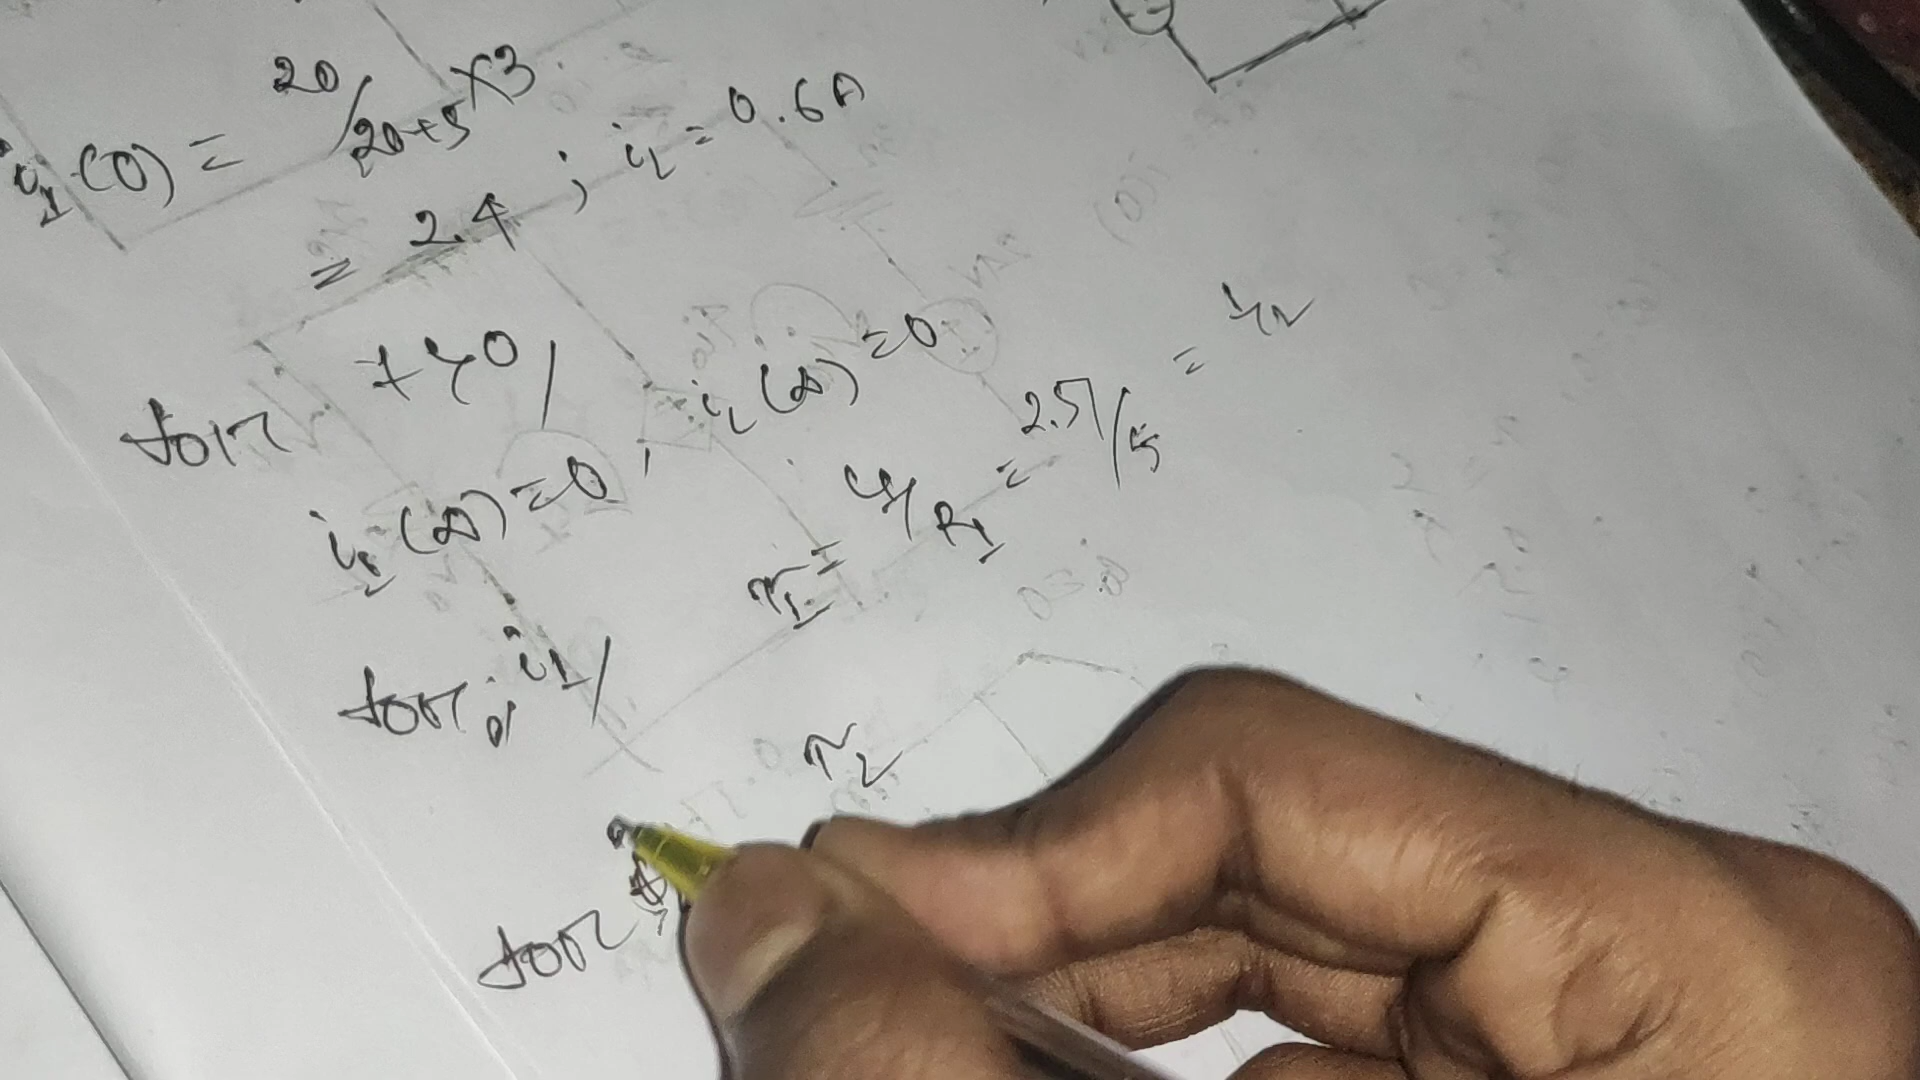 i₁(0) = 20/20+5 × 3
= 2.4 ; i₂ = 0.6A
for t<0/
i₁(∞) = 0, i₂(∞) = 0
for i₁/ τ₁ = L₁/R₁ = 2.5/5 = 1/2
for τ₂